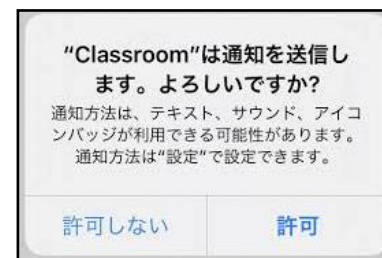 “Classroom”は通知を送信し
ます。よろしいですか?
通知方法は、テキスト、サウンド、アイコ
ンバッジが利用できる可能性があります。
通知方法は“設定”で設定できます。
許可しない
許可